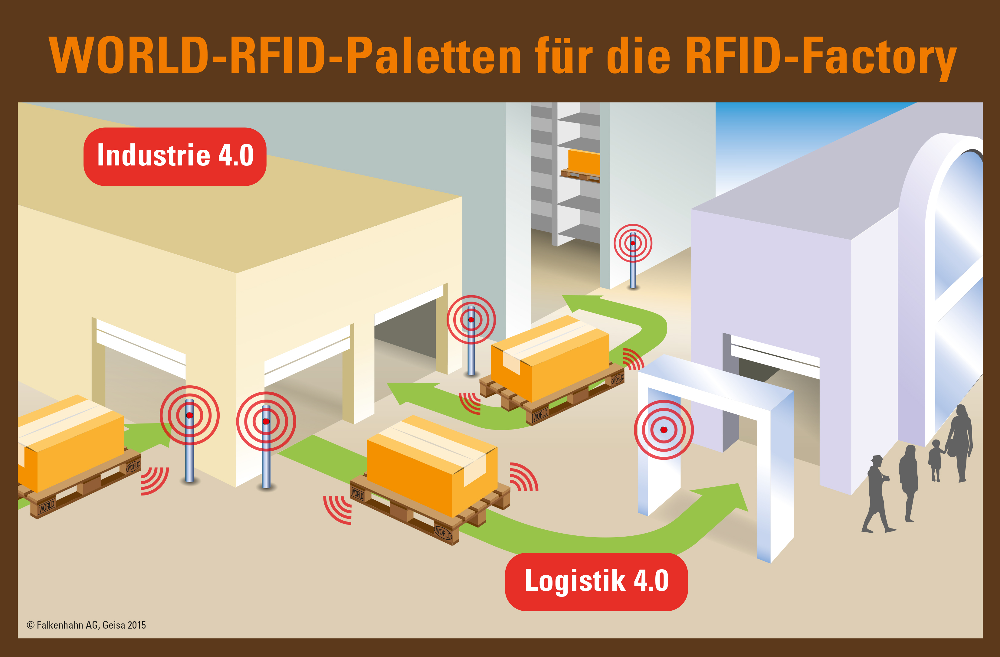 WORLD-RFID-Paletten für die RFID-Factory
Industrie 4.0
WORLD
WORLD
WORLD
WORLD
WORLD
WORLD
Logistik 4.0
© Falkenhahn AG, Geisa 2015